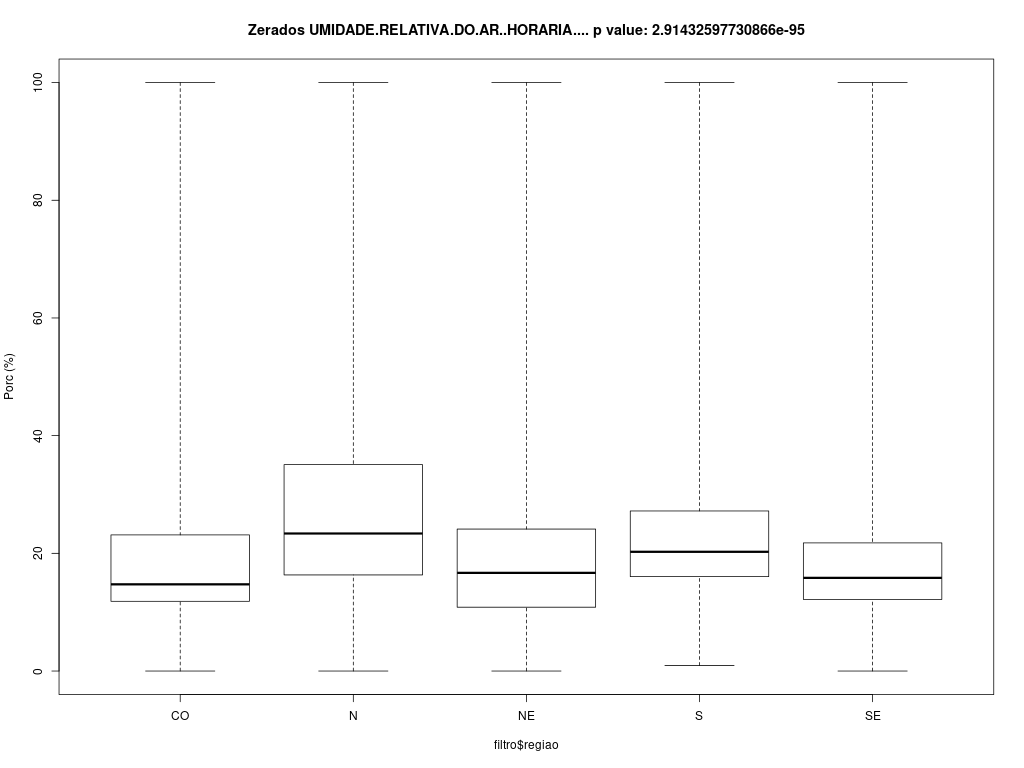 Zerados UMIDADE.RELATIVA.DO.AR..HORARIA.... p value: 2.91432597730866e-95
100
80
60
40
20
0
Porc (%)
CO N NE S SE
filtro$regiao